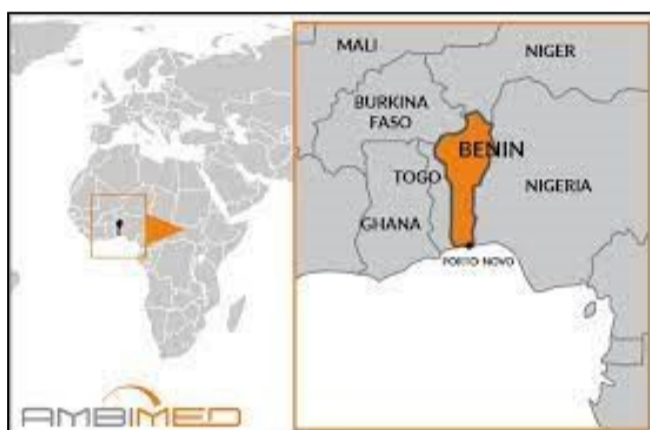 MALI
NIGER
BURKINA
FASO
BENIN
TOGO
NIGERIA
GHANA
PORTO-NOVO
AMBIMED